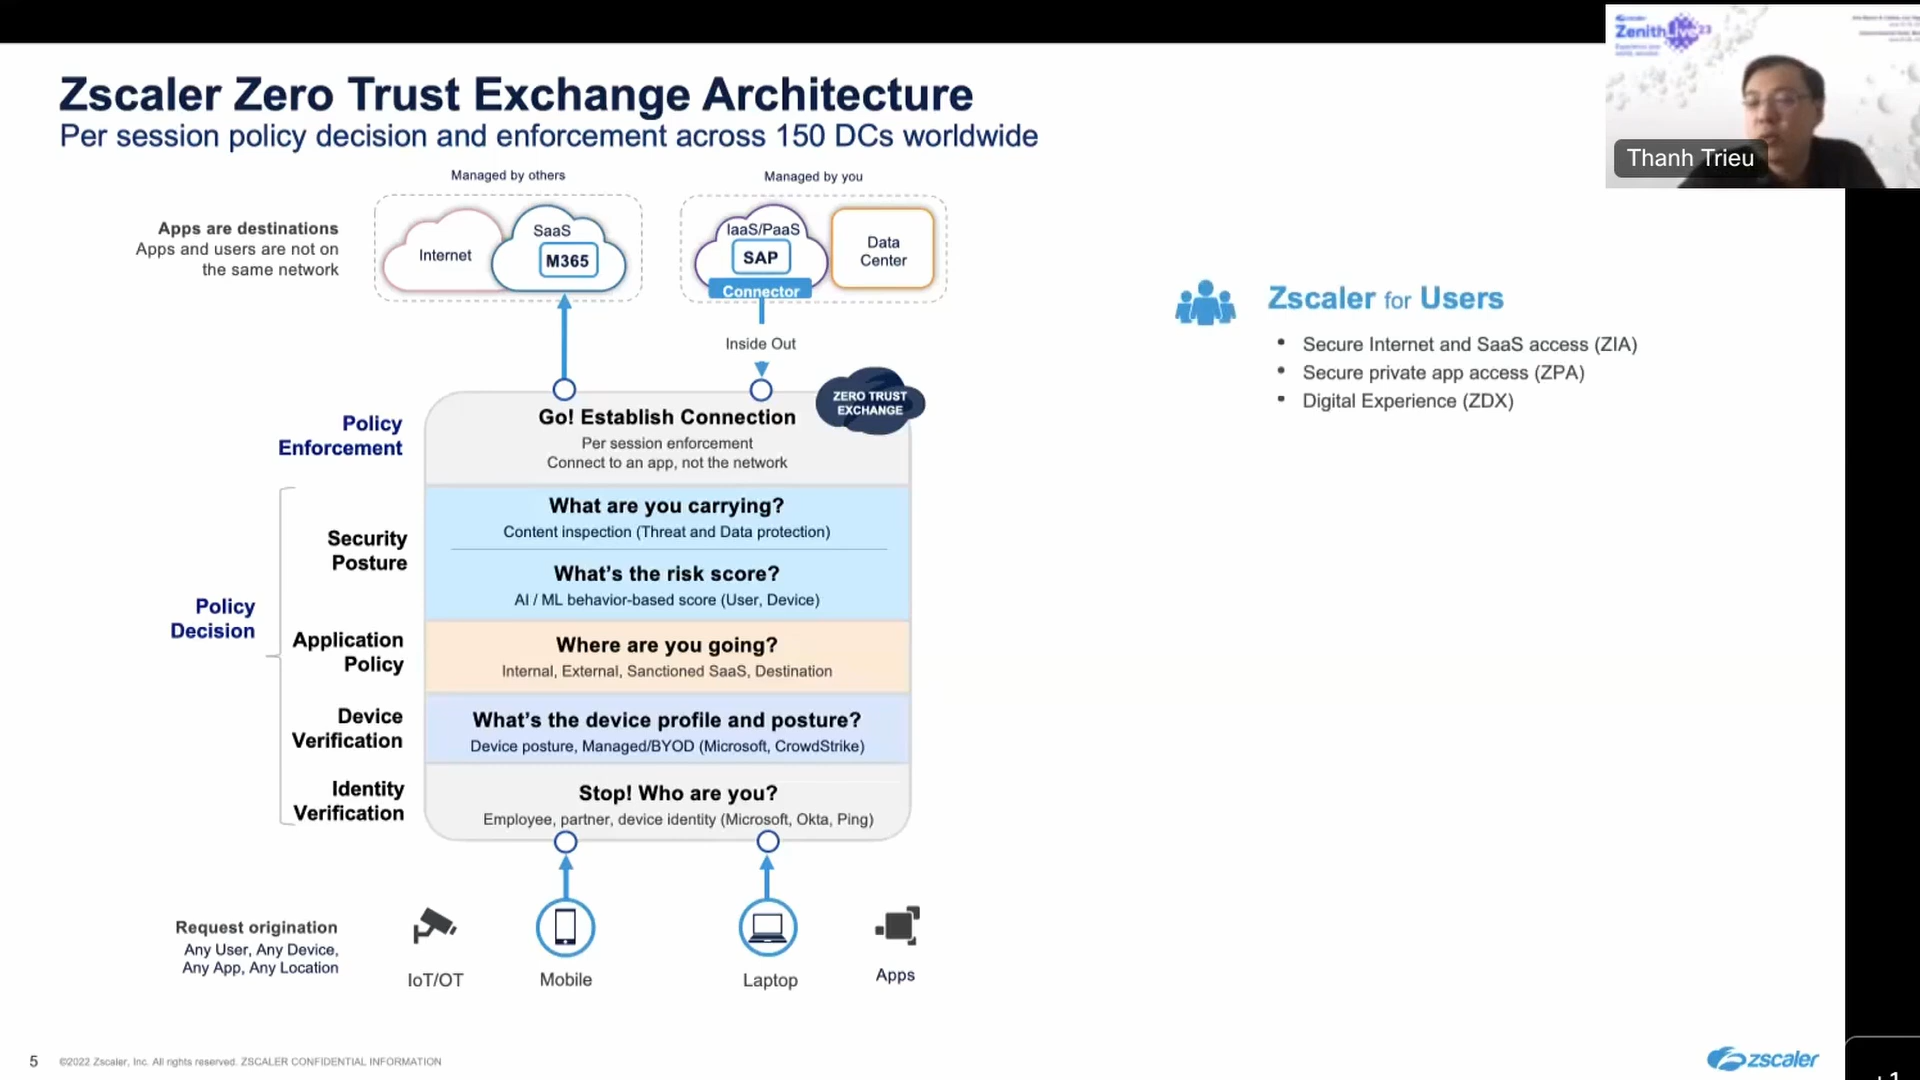 Zscaler Zero Trust Exchange Architecture
Per session policy decision and enforcement across 150 DCs worldwide
zscaler
ZenithLive'23
Experience your
Thanh Trieu
Managed by others
Managed by you
Apps are destinations
Apps and users are not on
the same network
Internet
SaaS
M365
IaaS/PaaS
SAP
Connector
Data
Center
Inside Out
Zscaler for Users
• Secure Internet and SaaS access (ZIA)
• Secure private app access (ZPA)
• Digital Experience (ZDX)
ZERO TRUST
EXCHANGE
Policy
Enforcement
Go! Establish Connection
Per session enforcement
Connect to an app, not the network
Policy
Decision
Security
Posture
What are you carrying?
Content inspection (Threat and Data protection)
What's the risk score?
AI / ML behavior-based score (User, Device)
Application
Policy
Where are you going?
Internal, External, Sanctioned SaaS, Destination
Device
Verification
What's the device profile and posture?
Device posture, Managed/BYOD (Microsoft, CrowdStrike)
Identity
Verification
Stop! Who are you?
Employee, partner, device identity (Microsoft, Okta, Ping)
Request origination
Any User, Any Device,
Any App, Any Location
IoT/OT
Mobile
Laptop
Apps
5
©2022 Zscaler, Inc. All rights reserved. ZSCALER CONFIDENTIAL INFORMATION
zscaler
+1